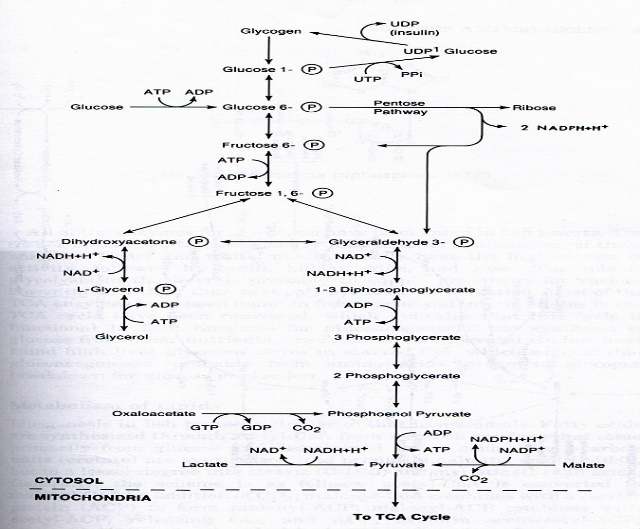 UDP
Glycogen (insulin)
UDP¹ Glucose
Glucose 1- P
UTP PPi
ATP ADP
Glucose Glucose 6- P Pentose Pathway Ribose
2 NADPH+H⁺
Fructose 6- P
ATP
ADP
Fructose 1,6- P
Dihydroxyacetona P Glyceraldehyde 3- P
NADH+H⁺ NAD⁺
NAD⁺ NADH+H⁺
L-Glycerol P 1-3 Diphosophoglycerate
ADP ADP
ATP ATP
Glycerol 3 Phosphoglycerate
2 Phosphoglycerate
Oxaloacetate Phosphoenol Pyruvate
GTP GDP CO₂
ADP
ATP
NAD⁺ NADH+H⁺ NADPH+H⁺ NADP⁺
Lactate Pyruvate Malate
CO₂
CYTOSOL
MITOCHONDRIA
To TCA Cycle